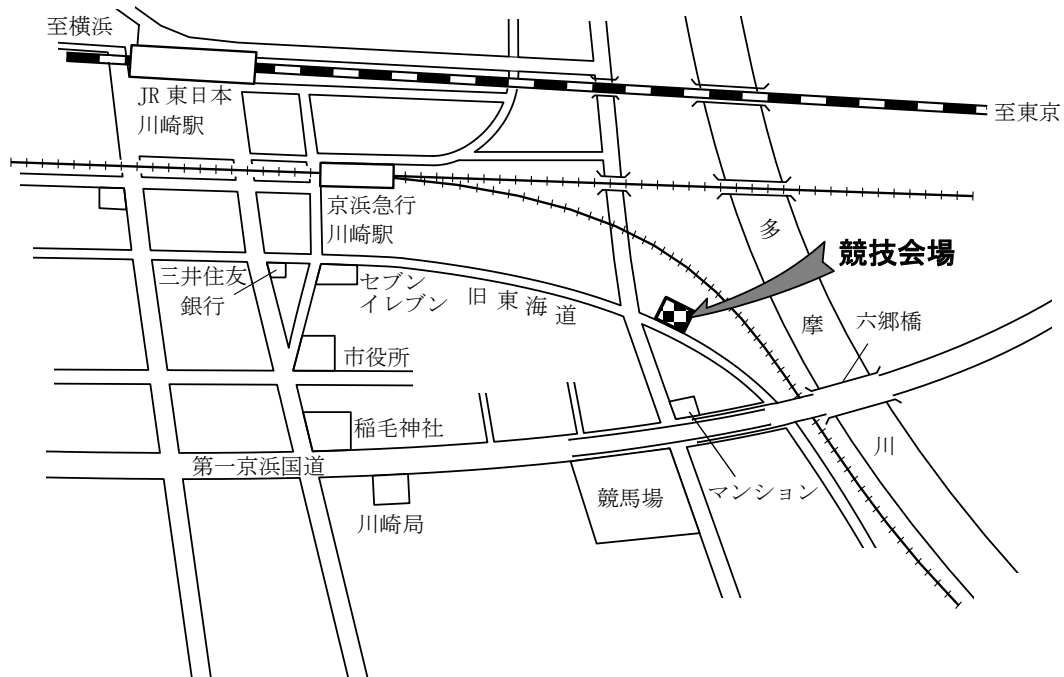 至横浜
JR 東日本
川崎駅
至東京
京浜急行
川崎駅
多
摩
川
競技会場
三井住友
銀行
セブン
イレブン
旧東海道
六郷橋
市役所
稲毛神社
第一京浜国道
マンション
競馬場
川崎局